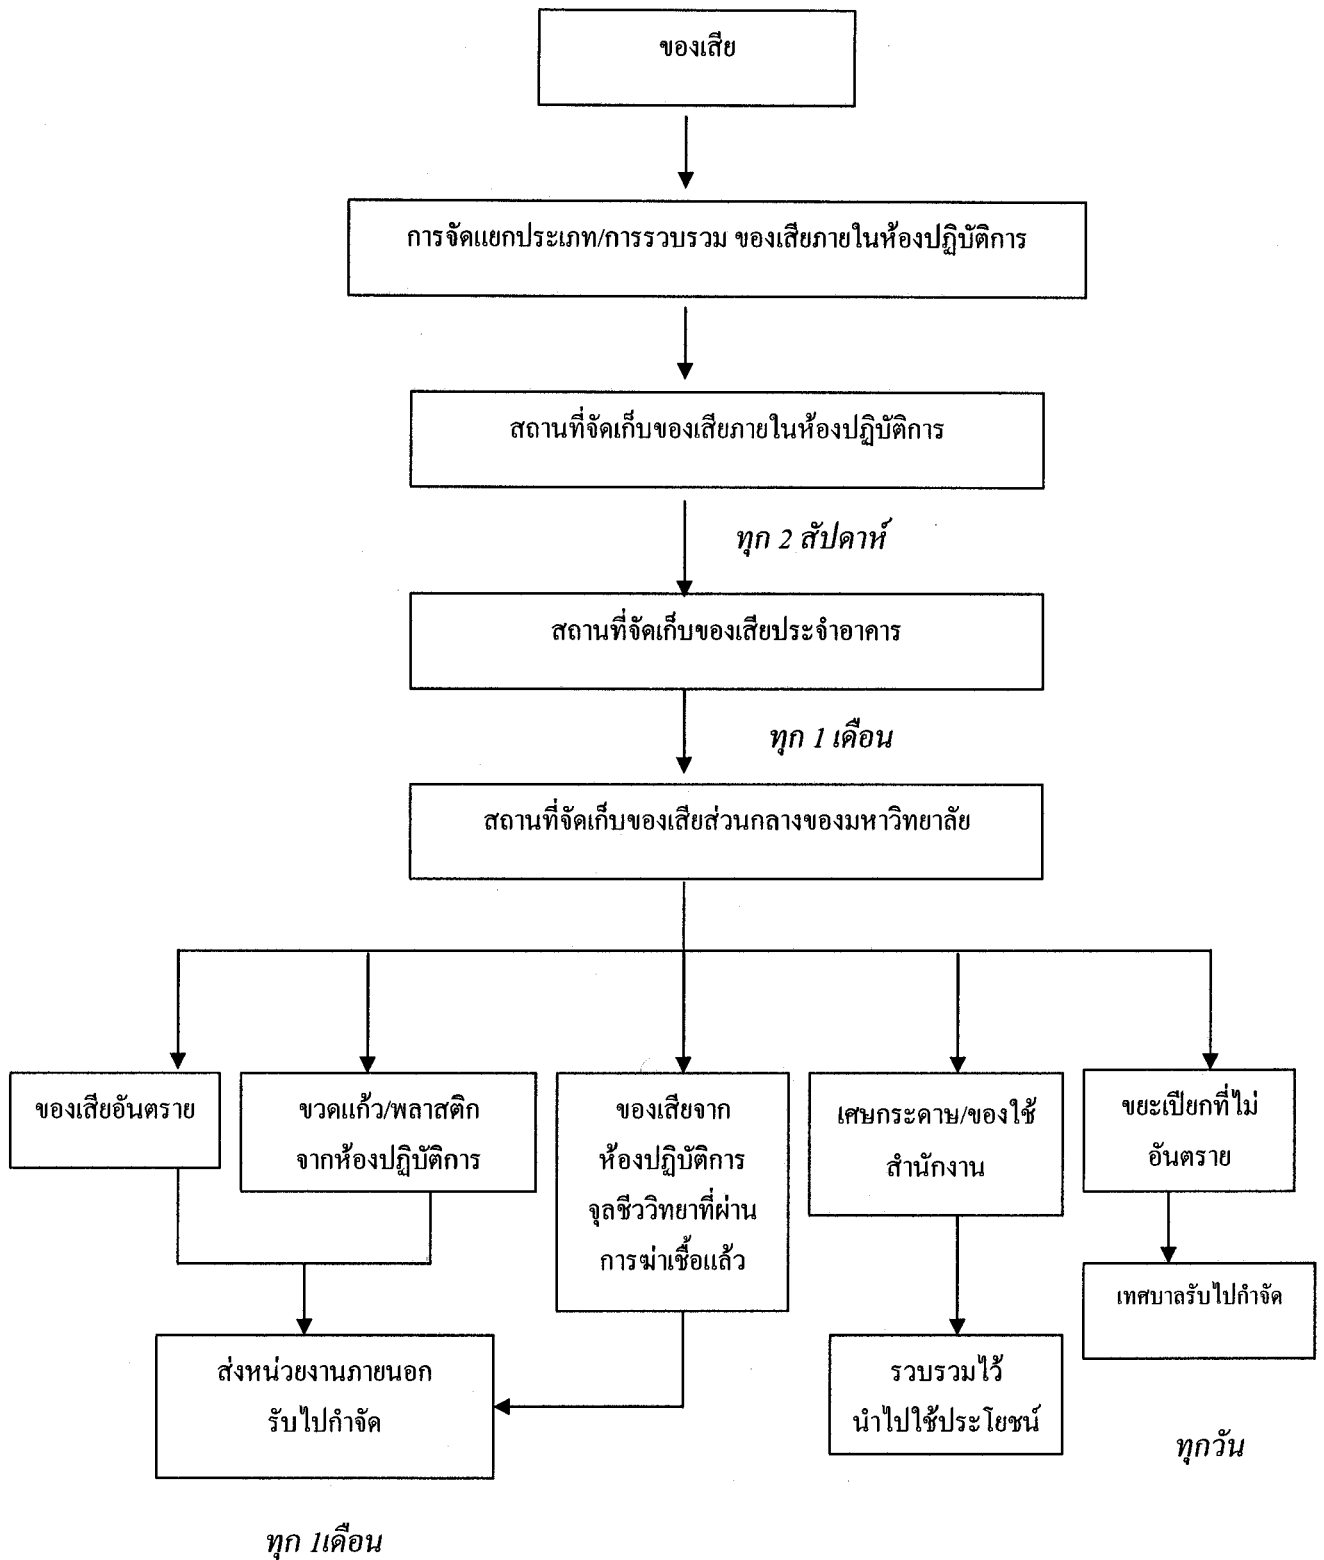 ของเสีย
การจัดแยกประเภท/การรวบรวม ของเสียภายในห้องปฏิบัติการ
สถานที่จัดเก็บของเสียภายในห้องปฏิบัติการ
ทุก 2 สัปดาห์
สถานที่จัดเก็บของเสียประจำอาคาร
ทุก 1 เดือน
สถานที่จัดเก็บของเสียส่วนกลางของมหาวิทยาลัย
ของเสียอันตราย
ขวดแก้ว/พลาสติก
จากห้องปฏิบัติการ
ของเสียจาก
ห้องปฏิบัติการ
จุลชีววิทยาที่ผ่าน
การฆ่าเชื้อแล้ว
เศษกระดาษ/ของใช้
สำนักงาน
ขยะเปียกที่ไม่
อันตราย
ส่งหน่วยงานภายนอก
รับไปกำจัด
รวบรวมไว้
นำไปใช้ประโยชน์
เทศบาลรับไปกำจัด
ทุกวัน
ทุก 1เดือน